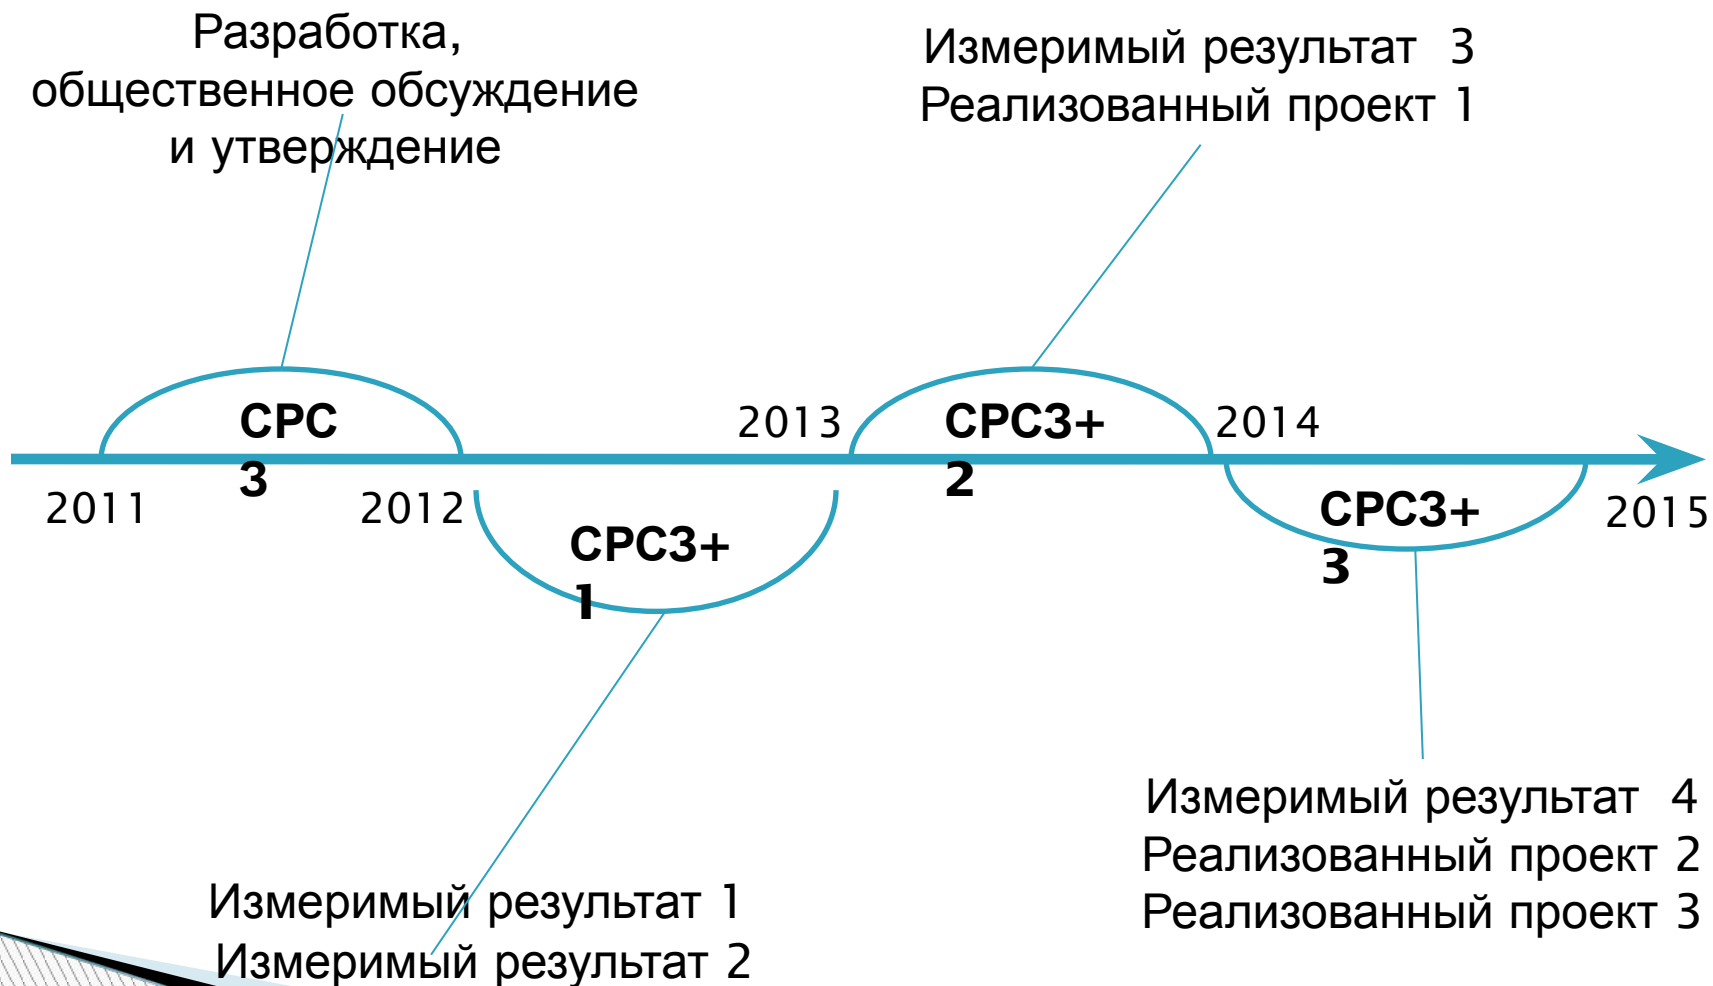 Разработка,
общественное обсуждение
и утверждение
Измеримый результат 3
Реализованный проект 1
СРС
3
2013
СРС3+
2
2014
2011
2012
СРС3+
1
СРС3+
3
2015
Измеримый результат 4
Реализованный проект 2
Реализованный проект 3
Измеримый результат 1
Измеримый результат 2